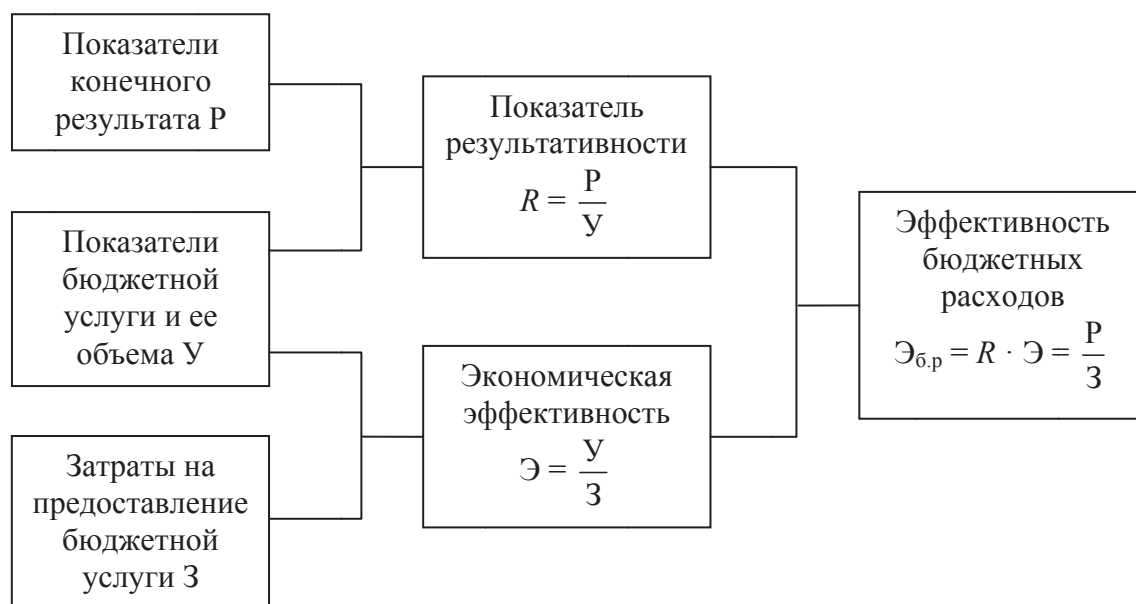 Показатели
конечного
результата Р
Показатели
бюджетной
услуги и ее
объема У
Затраты на
предоставление
бюджетной
услуги З
Показатель
результативности
R = Р/У
Экономическая
эффективность
Э = У/З
Эффективность
бюджетных
расходов
Эб.р = R · Э = Р/З